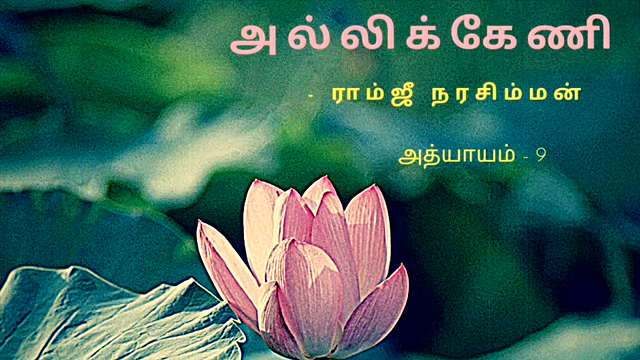 அல்லிக்கேணி
- ராம்ஜீ நரசிம்மன்
அத்யாயம் - 9